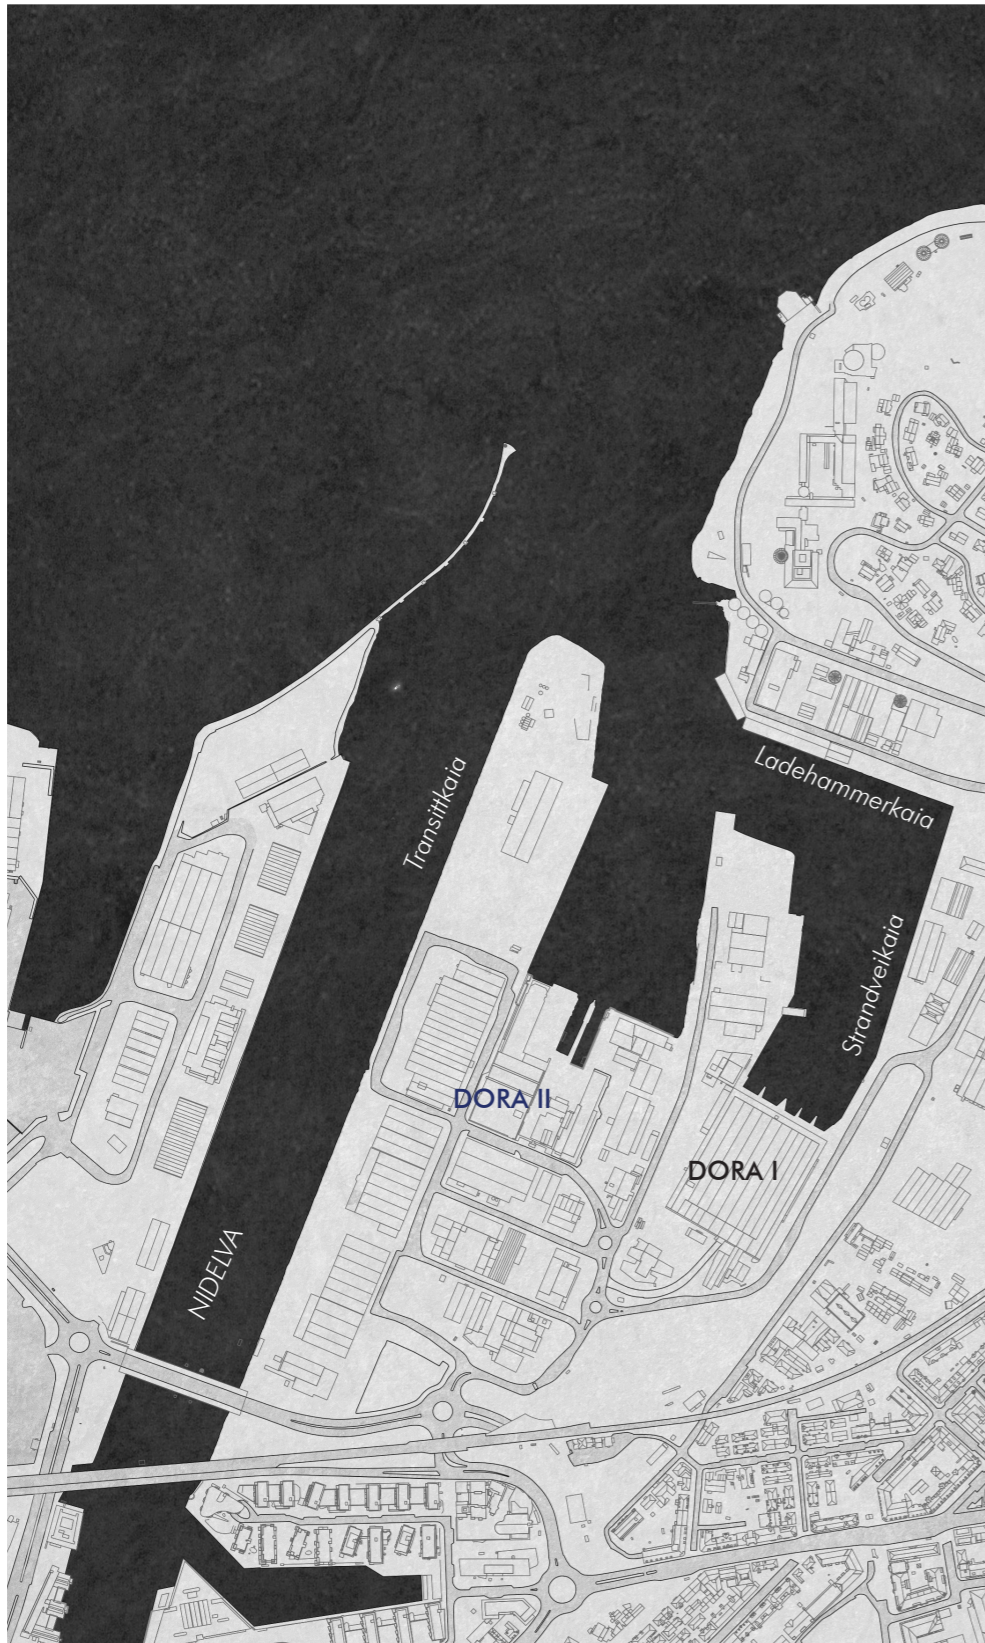 Ladehammerkaia
Transittkaia
Strandveikaia
DORA II
DORA I
NIDELVA